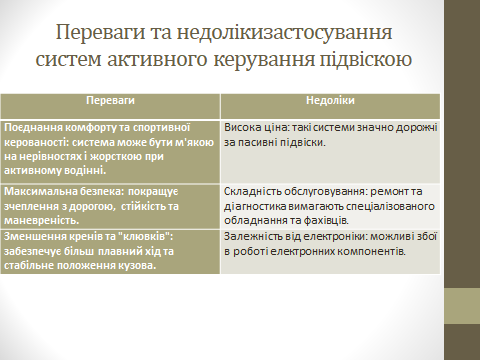 Переваги та недолікизастосування
систем активного керування підвіскою
Переваги
Недоліки
Поєднання комфорту та спортивної
керованості: система може бути м'якою
на нерівностях і жорсткою при
активному водінні.
Висока ціна: такі системи значно дорожчі
за пасивні підвіски.
Максимальна безпека: покращує
зчеплення з дорогою, стійкість та
маневреність.
Складність обслуговування: ремонт та
діагностика вимагають спеціалізованого
обладнання та фахівців.
Зменшення кренів та "клювків":
забезпечує більш плавний хід та
стабільне положення кузова.
Залежність від електроніки: можливі збої
в роботі електронних компонентів.